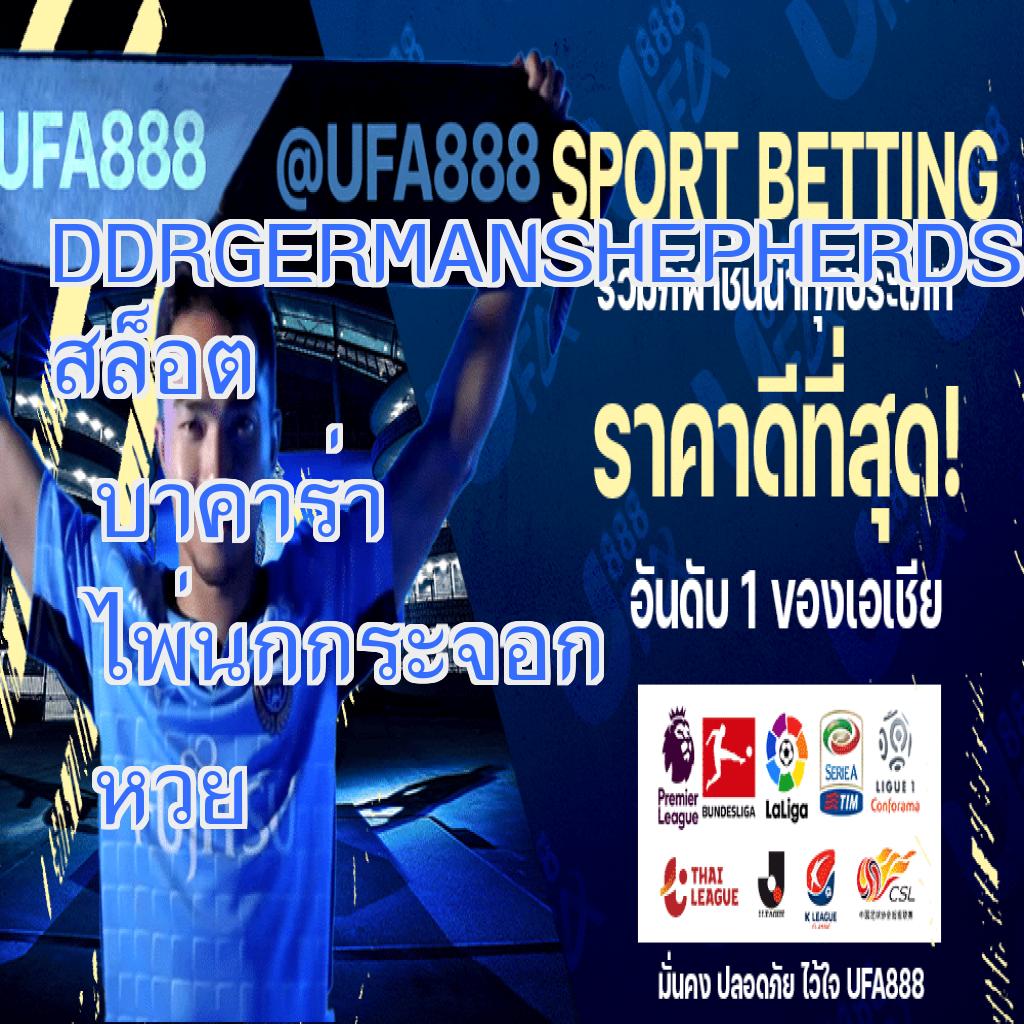 UFA888
@UFA888
SPORT BETTING
DDRGERMANSHEPHERDS
สล็อต
บาคาร่า
ไพ่นกกระจอก
หวย
ราคาดีที่สุด!
อันดับ 1 ของเอเชีย
Premier
League
BUNDESLIGA
LaLiga
SERIE A
TIM
LIGUE 1
Conforama
THAI
LEAGUE
J.LEAGUE
K LEAGUE
CSL
มั่นคง ปลอดภัย ไว้ใจ UFA888